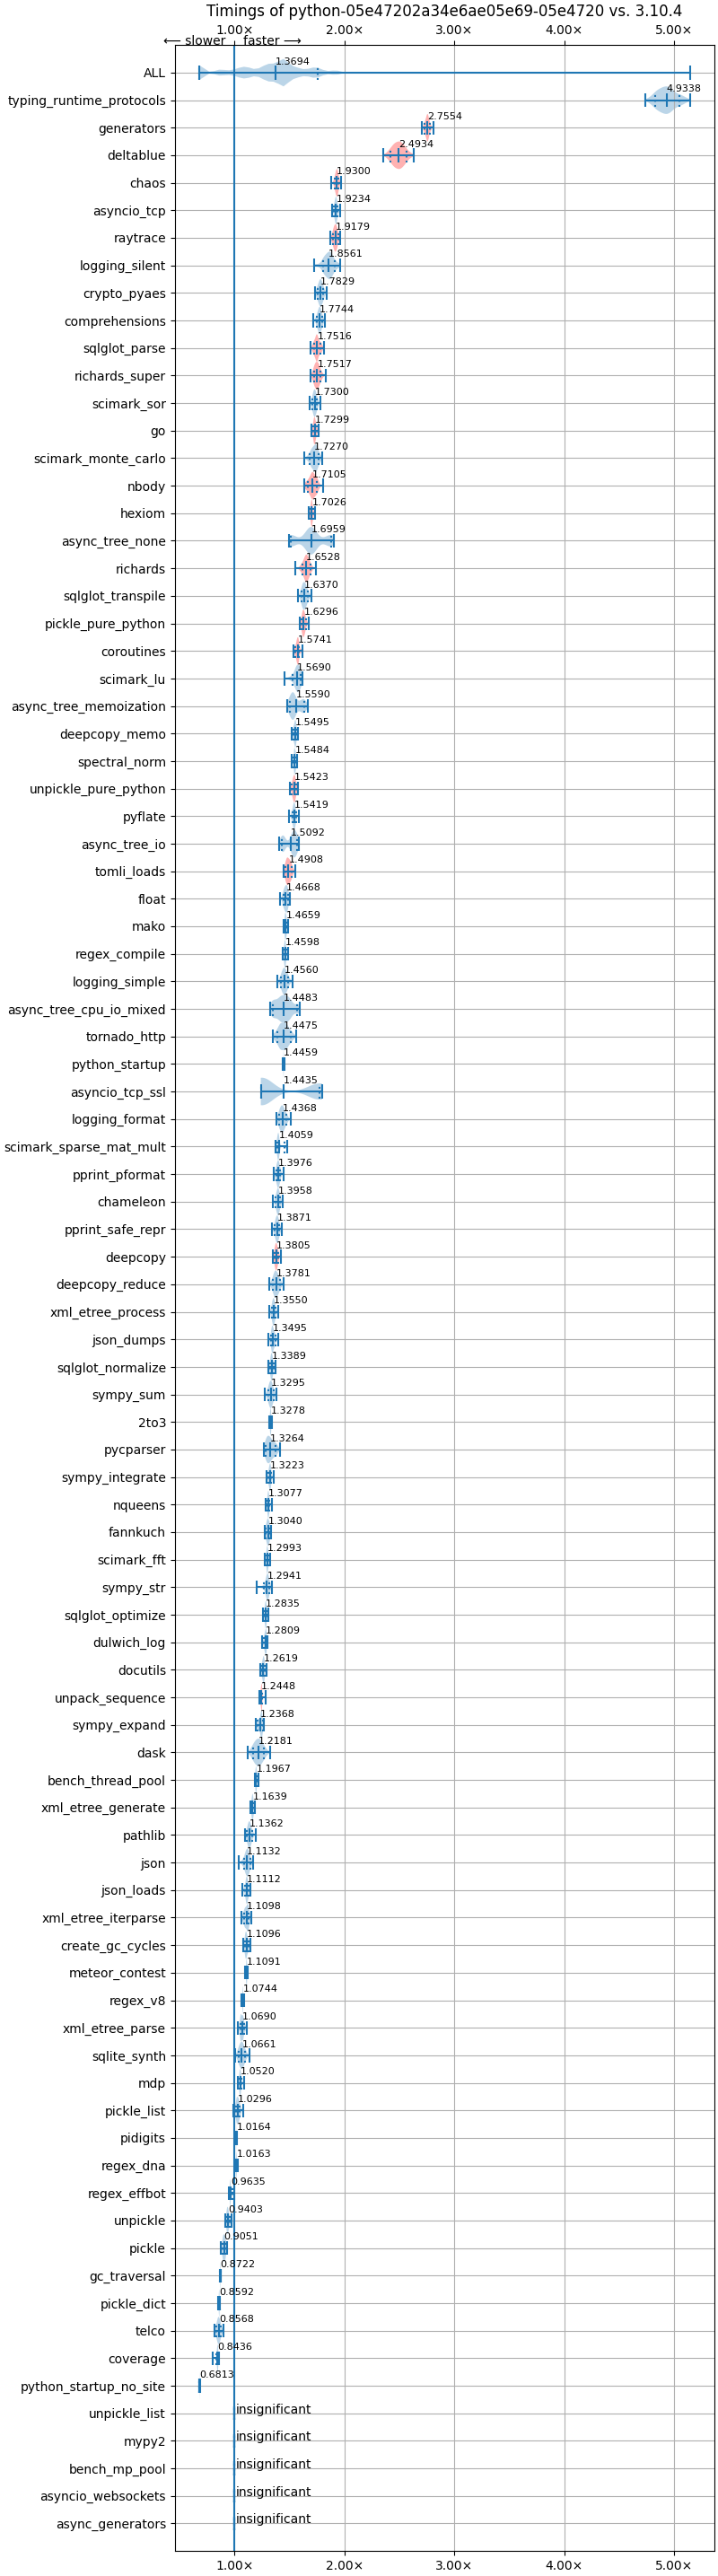 Timings of python-05e47202a34e6ae05e69-05e4720 vs. 3.10.4
1.00× 2.00× 3.00× 4.00× 5.00×
⟵ slower faster ⟶
ALL 1.3694
typing_runtime_protocols 4.9338
generators 2.7554
deltablue 2.4934
chaos 1.9300
asyncio_tcp 1.9234
raytrace 1.9179
logging_silent 1.8561
crypto_pyaes 1.7829
comprehensions 1.7744
sqlglot_parse 1.7516
richards_super 1.7517
scimark_sor 1.7300
go 1.7299
scimark_monte_carlo 1.7270
nbody 1.7105
hexiom 1.7026
async_tree_none 1.6959
richards 1.6528
sqlglot_transpile 1.6370
pickle_pure_python 1.6296
coroutines 1.5741
scimark_lu 1.5690
async_tree_memoization 1.5590
deepcopy_memo 1.5495
spectral_norm 1.5484
unpickle_pure_python 1.5423
pyflate 1.5419
async_tree_io 1.5092
tomli_loads 1.4908
float 1.4668
mako 1.4659
regex_compile 1.4598
logging_simple 1.4560
async_tree_cpu_io_mixed 1.4483
tornado_http 1.4475
python_startup 1.4459
asyncio_tcp_ssl 1.4435
logging_format 1.4368
scimark_sparse_mat_mult 1.4059
pprint_pformat 1.3976
chameleon 1.3958
pprint_safe_repr 1.3871
deepcopy 1.3805
deepcopy_reduce 1.3781
xml_etree_process 1.3550
json_dumps 1.3495
sqlglot_normalize 1.3389
sympy_sum 1.3295
2to3 1.3278
pycparser 1.3264
sympy_integrate 1.3223
nqueens 1.3077
fannkuch 1.3040
scimark_fft 1.2993
sympy_str 1.2941
sqlglot_optimize 1.2835
dulwich_log 1.2809
docutils 1.2619
unpack_sequence 1.2448
sympy_expand 1.2368
dask 1.2181
bench_thread_pool 1.1967
xml_etree_generate 1.1639
pathlib 1.1362
json 1.1132
json_loads 1.1112
xml_etree_iterparse 1.1098
create_gc_cycles 1.1096
meteor_contest 1.1091
regex_v8 1.0744
xml_etree_parse 1.0690
sqlite_synth 1.0661
mdp 1.0520
pickle_list 1.0296
pidigits 1.0164
regex_dna 1.0163
regex_effbot 0.9635
unpickle 0.9403
pickle 0.9051
gc_traversal 0.8722
pickle_dict 0.8592
telco 0.8568
coverage 0.8436
python_startup_no_site 0.6813
unpickle_list insignificant
mypy2 insignificant
bench_mp_pool insignificant
asyncio_websockets insignificant
async_generators insignificant
1.00× 2.00× 3.00× 4.00× 5.00×